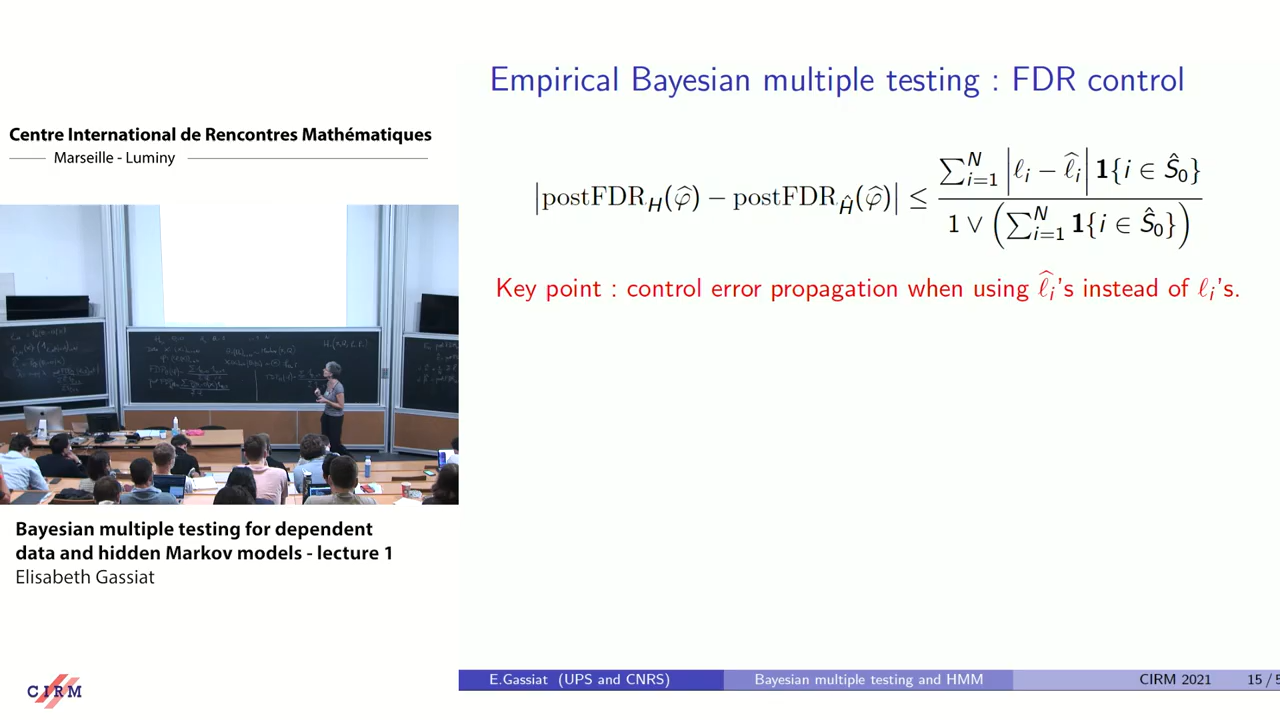 Centre International de Rencontres Mathématiques
Marseille - Luminy
Bayesian multiple testing for dependent
data and hidden Markov models - lecture 1
Elisabeth Gassiat
CIRM
Empirical Bayesian multiple testing : FDR control
|postFDR_H(φ̂) − postFDR_Ĥ(φ̂)| ≤ ∑_{i=1}^N |ℓ_i − ℓ̂_i| 1{i ∈ Ŝ_0} / 1 ∨ (∑_{i=1}^N 1{i ∈ Ŝ_0})
Key point : control error propagation when using ℓ̂_i's instead of ℓ_i's.
E.Gassiat (UPS and CNRS) Bayesian multiple testing and HMM CIRM 2021 15 / 5